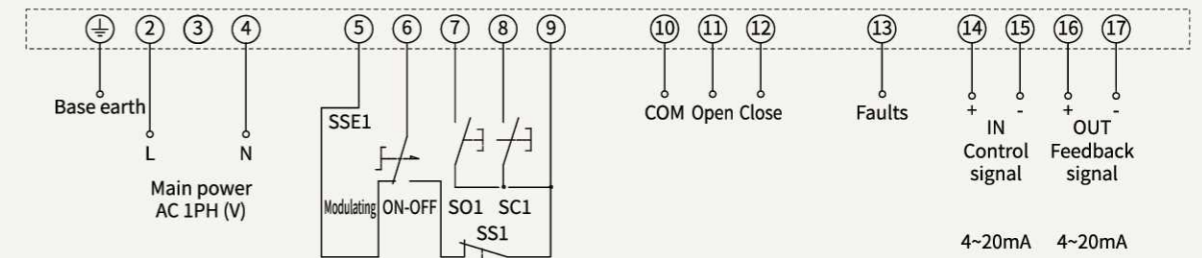 2 3 4 5 6 7 8 9 10 11 12 13 14 15 16 17
Base earth
L N
Main power
AC 1PH (V)
SSE1
Modulating ON-OFF SO1 SC1
SS1
COM Open Close
Faults
+ - + -
IN OUT
Control Feedback
signal signal
4~20mA 4~20mA